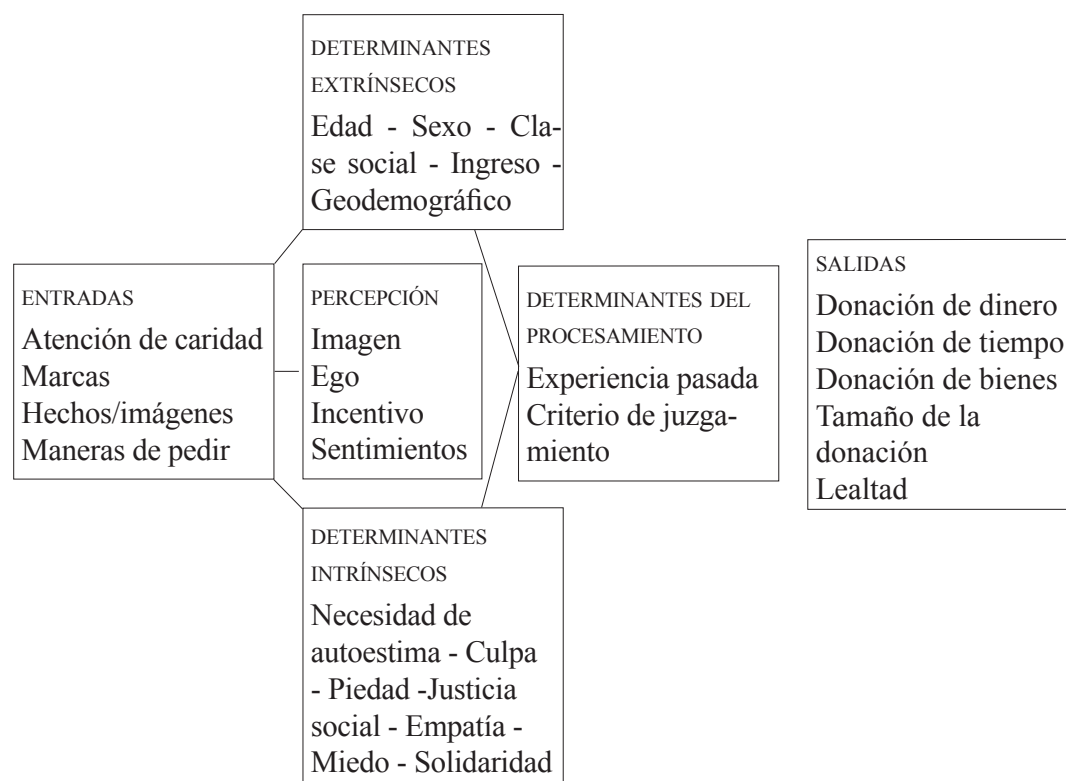 DETERMINANTES
EXTRÍNSECOS
Edad - Sexo - Cla-
se social - Ingreso -
Geodemográfico
ENTRADAS
Atención de caridad
Marcas
Hechos/imágenes
Maneras de pedir
PERCEPCIÓN
Imagen
Ego
Incentivo
Sentimientos
DETERMINANTES DEL
PROCESAMIENTO
Experiencia pasada
Criterio de juzga-
miento
SALIDAS
Donación de dinero
Donación de tiempo
Donación de bienes
Tamaño de la
donación
Lealtad
DETERMINANTES
INTRÍNSECOS
Necesidad de
autoestima - Culpa
- Piedad -Justicia
social - Empatía -
Miedo - Solidaridad